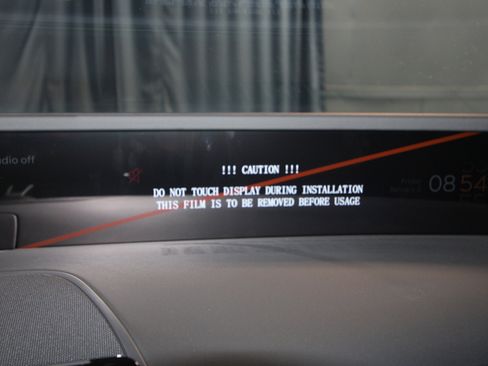 dio off
!!! CAUTION !!!
DO NOT TOUCH DISPLAY DURING INSTALLATION
THIS FILM IS TO BE REMOVED BEFORE USAGE
08 54